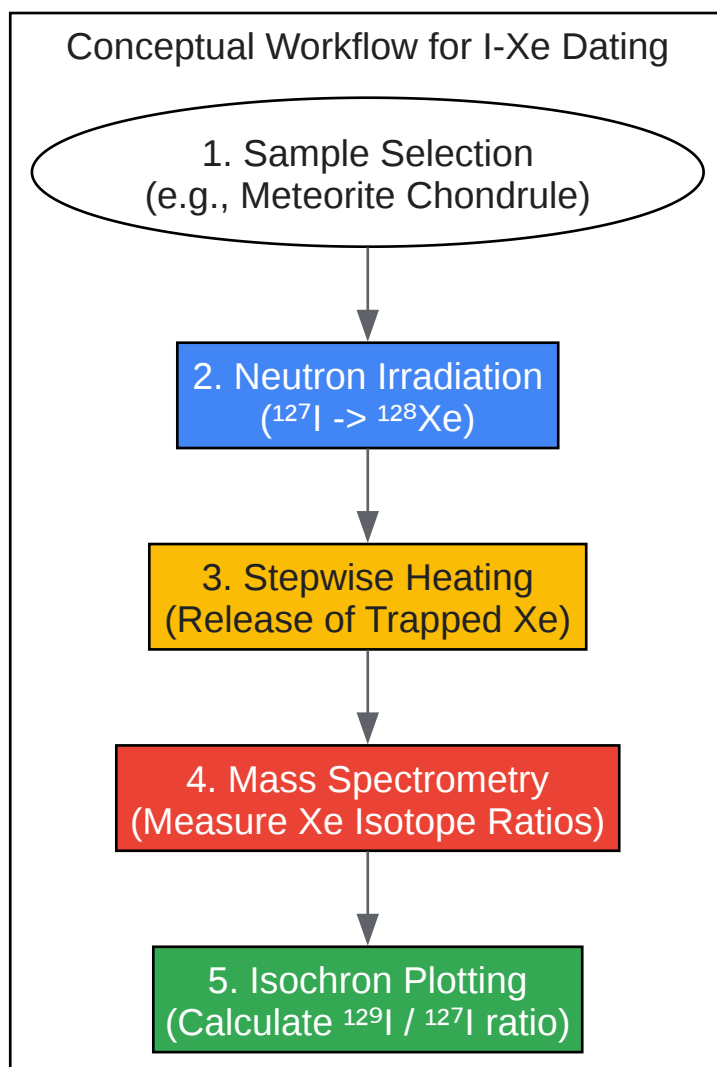 Conceptual Workflow for I-Xe Dating
1. Sample Selection
(e.g., Meteorite Chondrule)
2. Neutron Irradiation
(¹²⁷I -> ¹²⁸Xe)
3. Stepwise Heating
(Release of Trapped Xe)
4. Mass Spectrometry
(Measure Xe Isotope Ratios)
5. Isochron Plotting
(Calculate ¹²⁹I / ¹²⁷I ratio)